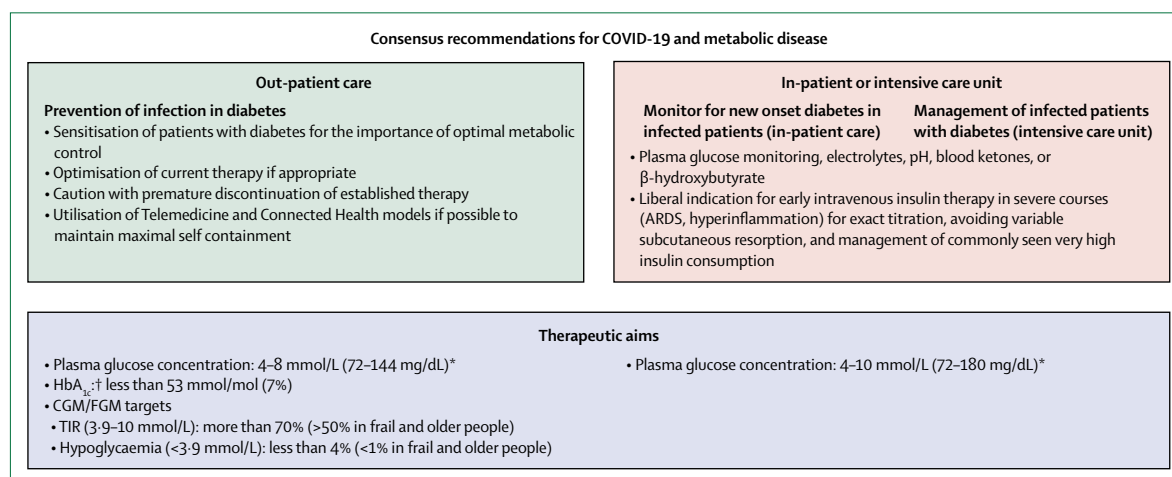 Consensus recommendations for COVID-19 and metabolic disease
Out-patient care
Prevention of infection in diabetes
• Sensitisation of patients with diabetes for the importance of optimal metabolic
control
• Optimisation of current therapy if appropriate
• Caution with premature discontinuation of established therapy
• Utilisation of Telemedicine and Connected Health models if possible to
maintain maximal self containment
In-patient or intensive care unit
Monitor for new onset diabetes in
infected patients (in-patient care)
Management of infected patients
with diabetes (intensive care unit)
• Plasma glucose monitoring, electrolytes, pH, blood ketones, or
β-hydroxybutyrate
• Liberal indication for early intravenous insulin therapy in severe courses
(ARDS, hyperinflammation) for exact titration, avoiding variable
subcutaneous resorption, and management of commonly seen very high
insulin consumption
Therapeutic aims
• Plasma glucose concentration: 4–8 mmol/L (72–144 mg/dL)*
• HbA1c:† less than 53 mmol/mol (7%)
• CGM/FGM targets
• TIR (3·9–10 mmol/L): more than 70% (>50% in frail and older people)
• Hypoglycaemia (<3·9 mmol/L): less than 4% (<1% in frail and older people)
• Plasma glucose concentration: 4–10 mmol/L (72–180 mg/dL)*